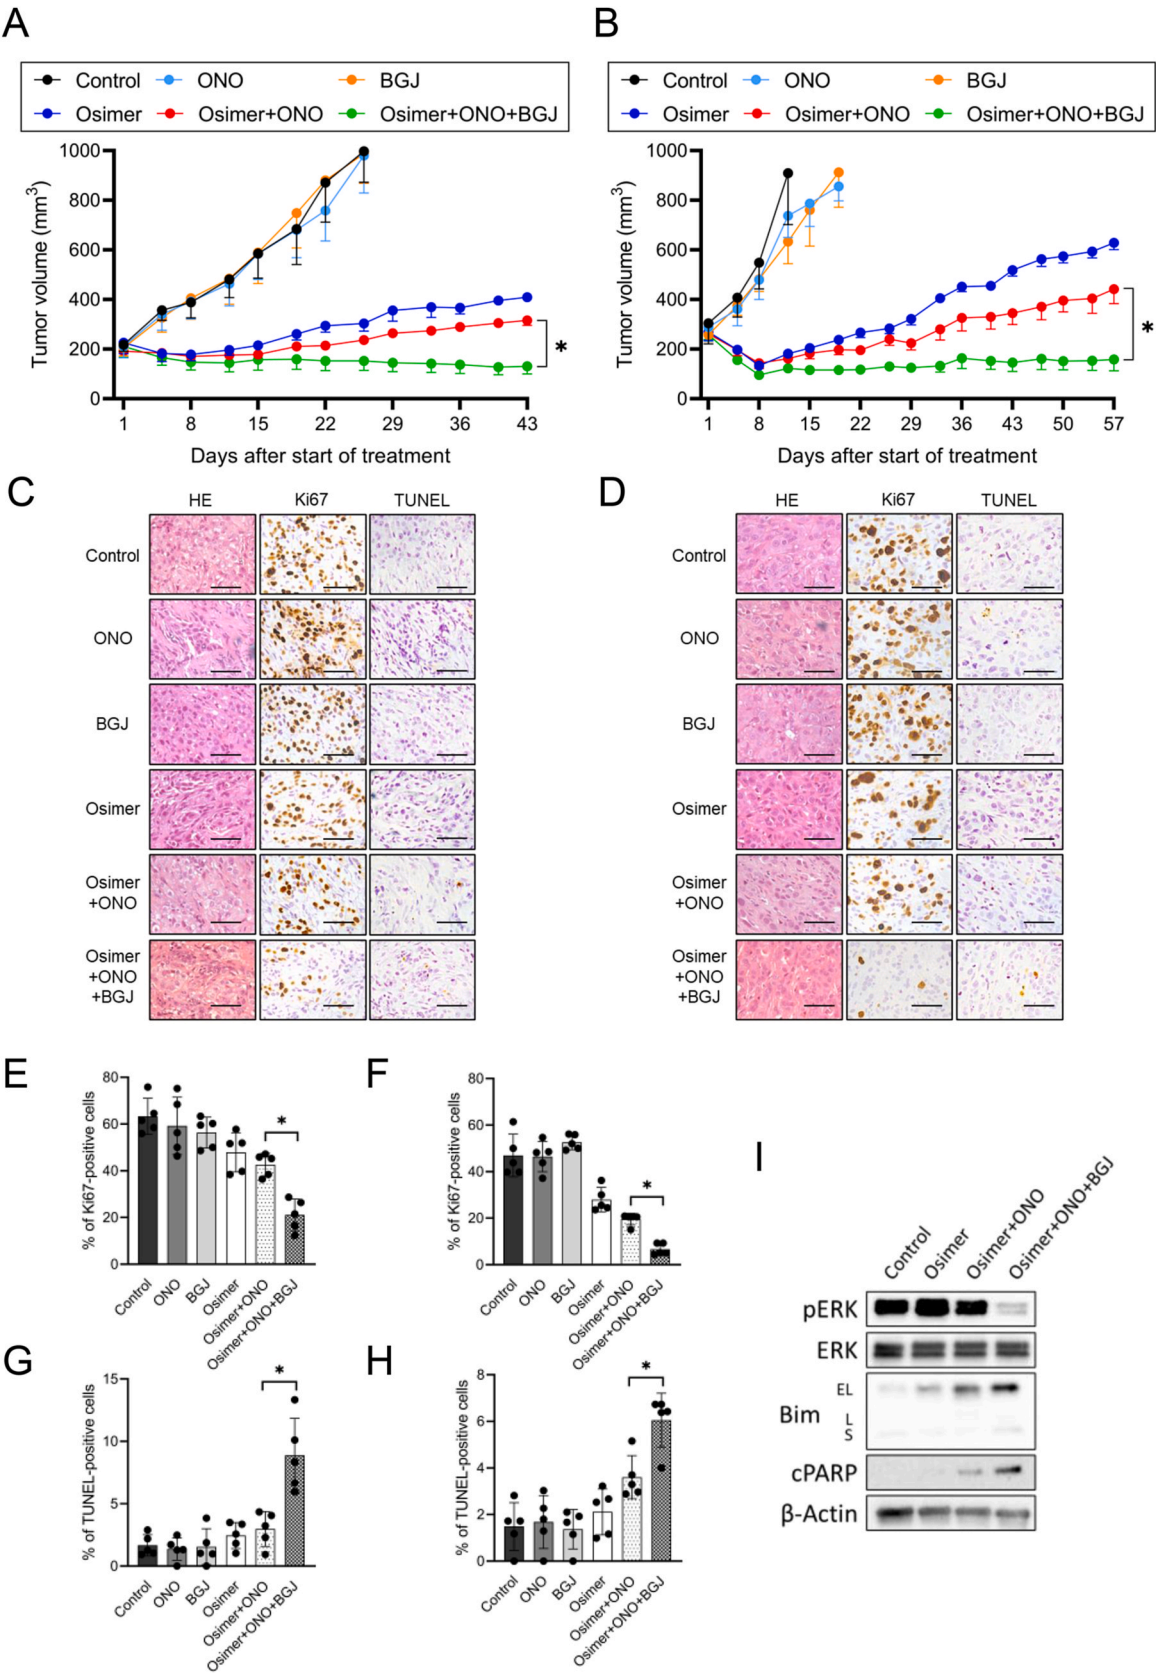 A
Control ONO BGJ
Osimer Osimer+ONO Osimer+ONO+BGJ
Tumor volume (mm³)
1000
800
600
400
200
0
*
1 8 15 22 29 36 43
Days after start of treatment
B
Control ONO BGJ
Osimer Osimer+ONO Osimer+ONO+BGJ
Tumor volume (mm³)
1000
800
600
400
200
0
*
1 8 15 22 29 36 43 50 57
Days after start of treatment
C
HE Ki67 TUNEL
Control
ONO
BGJ
Osimer
Osimer
+ONO
Osimer
+ONO
+BGJ
D
HE Ki67 TUNEL
Control
ONO
BGJ
Osimer
Osimer
+ONO
Osimer
+ONO
+BGJ
E
% of Ki67-positive cells
80
60
40
20
0
*
Control
ONO
BGJ
Osimer
Osimer+ONO
Osimer+ONO+BGJ
F
% of Ki67-positive cells
80
60
40
20
0
*
Control
ONO
BGJ
Osimer
Osimer+ONO
Osimer+ONO+BGJ
G
% of TUNEL-positive cells
15
10
5
0
*
Control
ONO
BGJ
Osimer
Osimer+ONO
Osimer+ONO+BGJ
H
% of TUNEL-positive cells
8
6
4
2
0
*
Control
ONO
BGJ
Osimer
Osimer+ONO
Osimer+ONO+BGJ
I
Control
Osimer
Osimer+ONO
Osimer+ONO+BGJ
pERK
ERK
EL
Bim L
S
cPARP
β-Actin